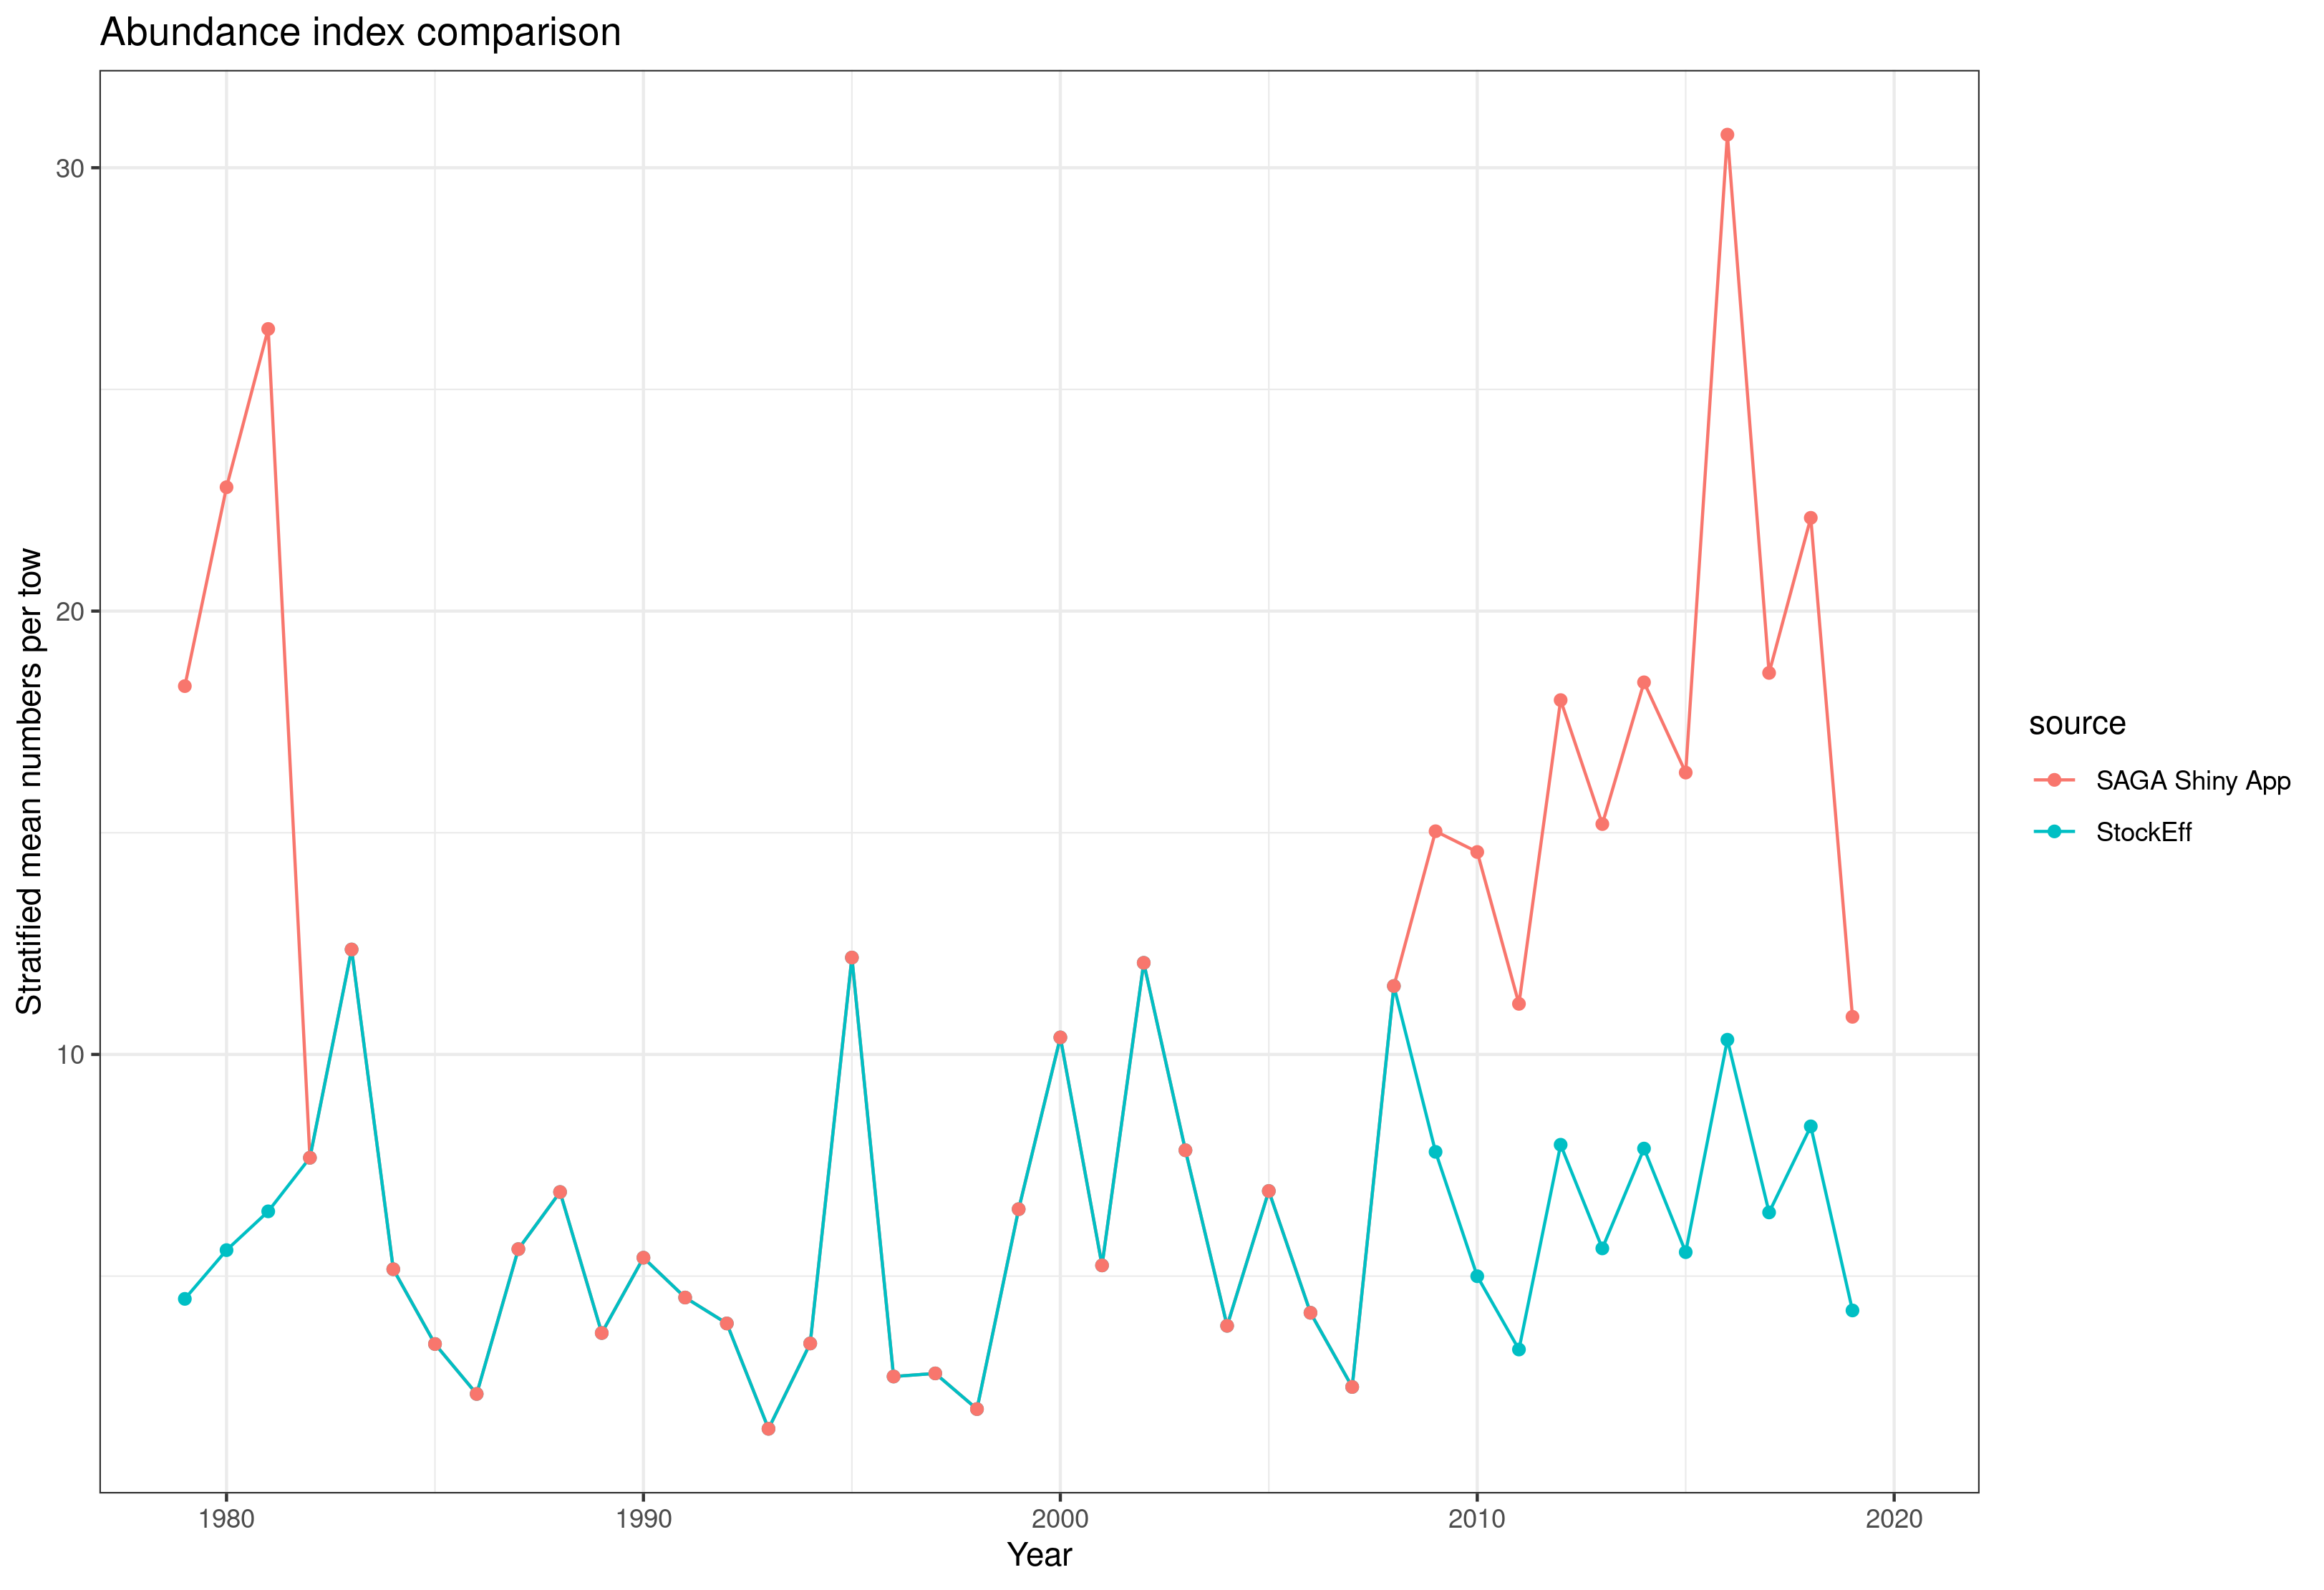 Abundance index comparison
Stratified mean numbers per tow
30
20
10
1980
1990
2000
2010
2020
Year
source
SAGA Shiny App
StockEff